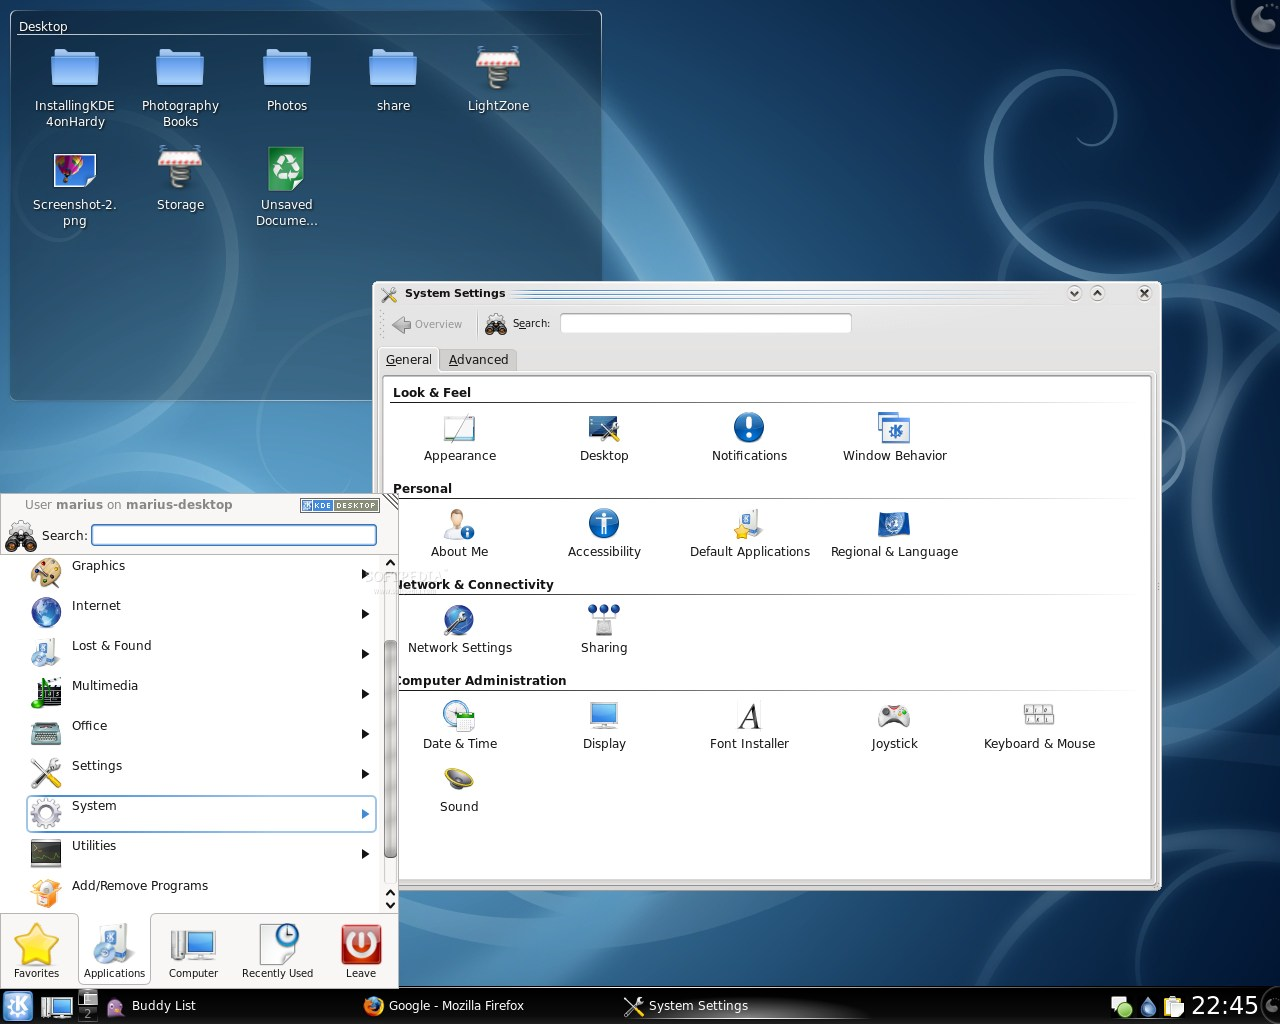 Desktop
InstallingKDE
4onHardy
Photography
Books
Photos
share
LightZone
Screenshot-2.
png
Storage
Unsaved
Docume...
System Settings
Overview
Search:
General
Advanced
Look & Feel
Appearance
Desktop
Notifications
Window Behavior
Personal
About Me
Accessibility
Default Applications
Regional & Language
Network & Connectivity
Network Settings
Sharing
Computer Administration
Date & Time
Display
Font Installer
Joystick
Keyboard & Mouse
Sound
User marius on marius-desktop
KDE DESKTOP
Search:
Graphics
Internet
Lost & Found
Multimedia
Office
Settings
System
Utilities
Add/Remove Programs
SOFTPEDIA
Favorites
Applications
Computer
Recently Used
Leave
2
Buddy List
Google - Mozilla Firefox
System Settings
22:45